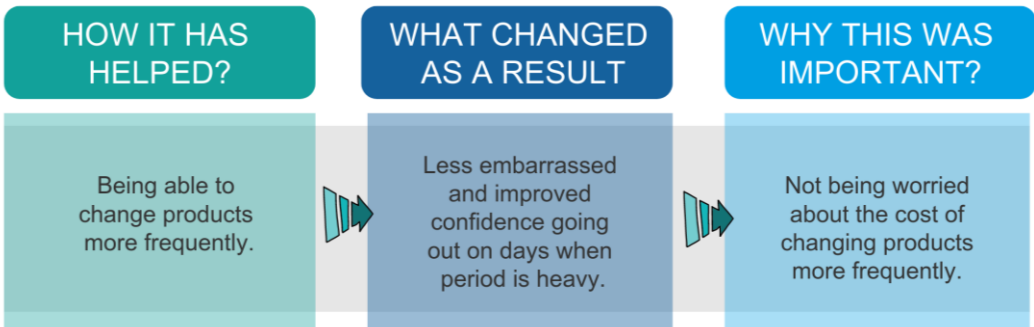 HOW IT HAS
HELPED?
WHAT CHANGED
AS A RESULT
WHY THIS WAS
IMPORTANT?
Being able to
change products
more frequently.
Less embarrassed
and improved
confidence going
out on days when
period is heavy.
Not being worried
about the cost of
changing products
more frequently.